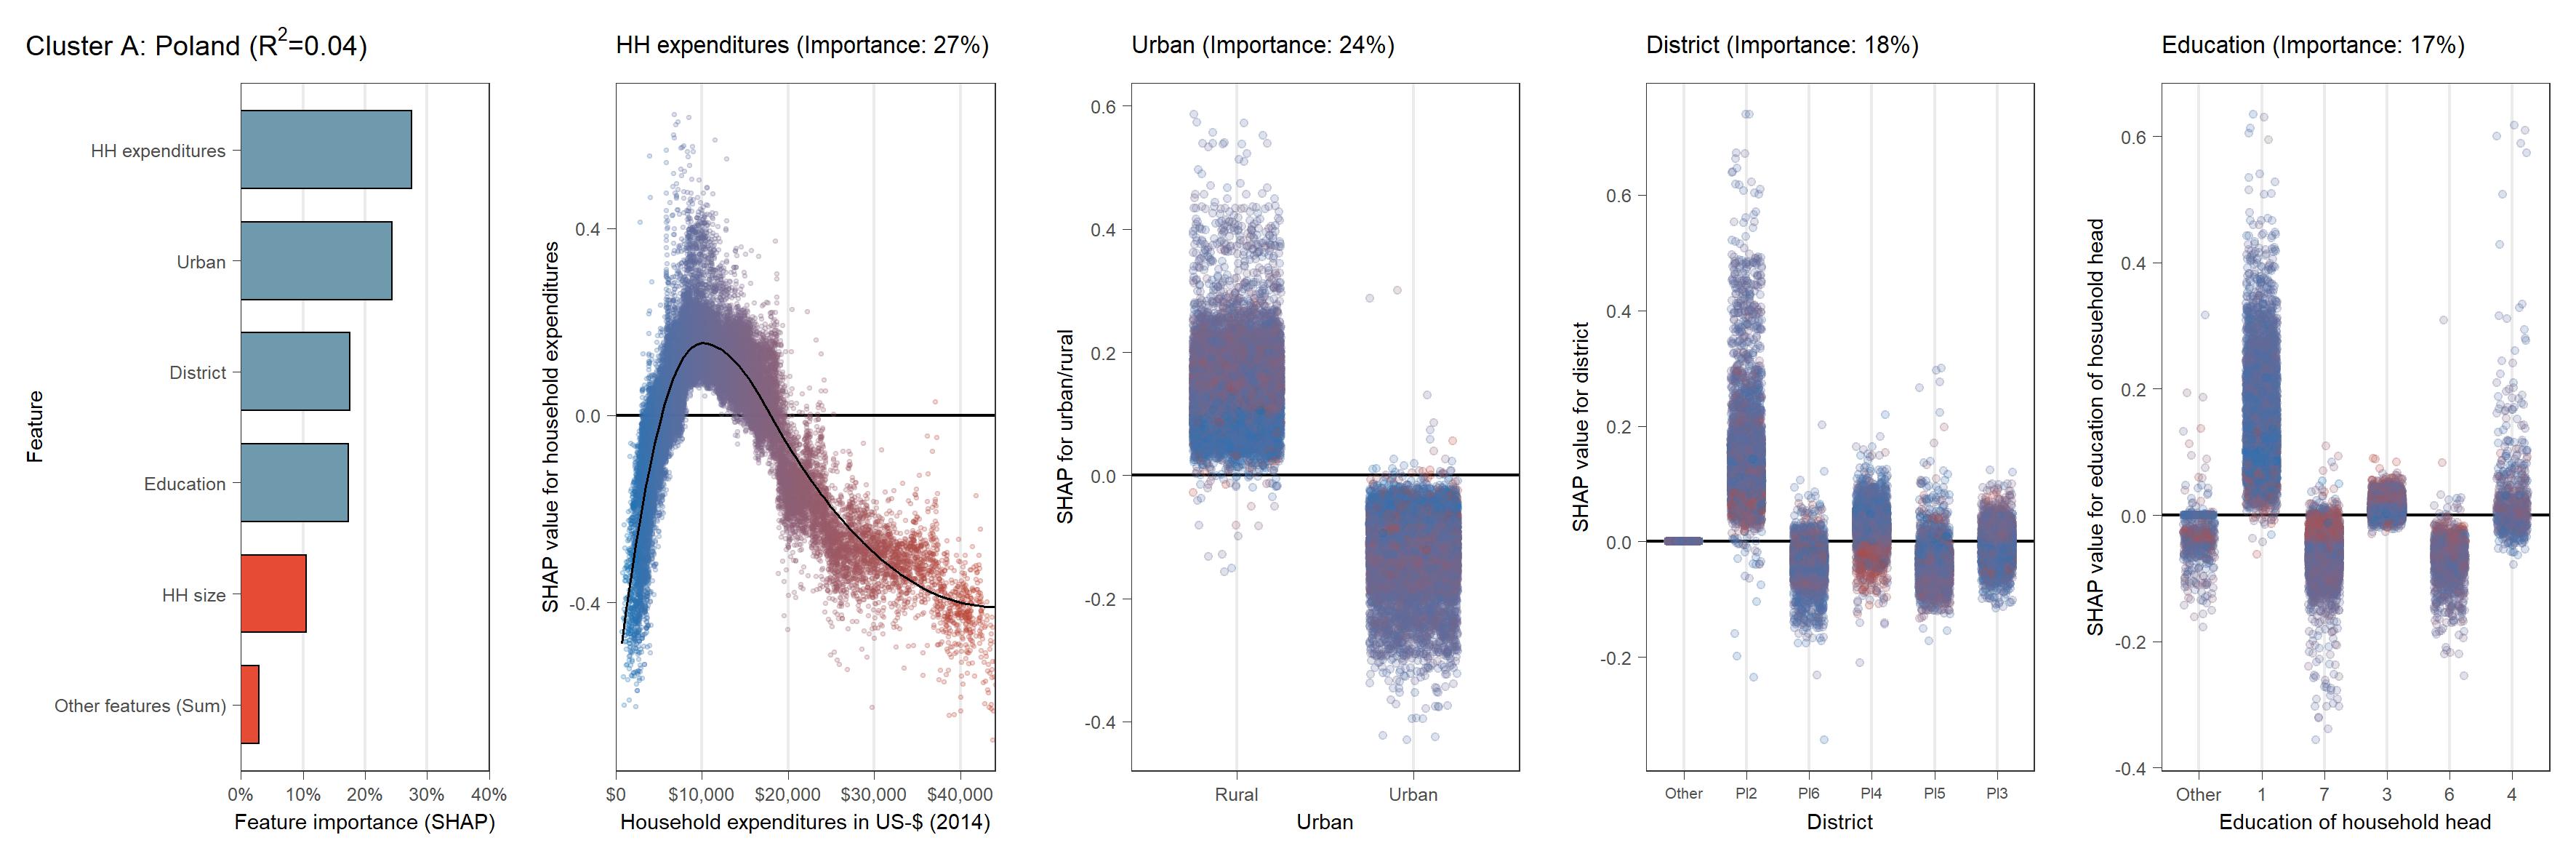 Cluster A: Poland (R2=0.04)
Feature
HH expenditures
Urban
District
Education
HH size
Other features (Sum)
0% 10% 20% 30% 40%
Feature importance (SHAP)
HH expenditures (Importance: 27%)
SHAP value for household expenditures
0.4
0.0
-0.4
$0 $10,000 $20,000 $30,000 $40,000
Household expenditures in US-$ (2014)
Urban (Importance: 24%)
SHAP for urban/rural
0.6
0.4
0.2
0.0
-0.2
-0.4
Rural Urban
Urban
District (Importance: 18%)
SHAP value for district
0.6
0.4
0.2
0.0
-0.2
Other Pl2 Pl6 Pl4 Pl5 Pl3
District
Education (Importance: 17%)
SHAP value for education of hosuehold head
0.6
0.4
0.2
0.0
-0.2
-0.4
Other 1 7 3 6 4
Education of household head